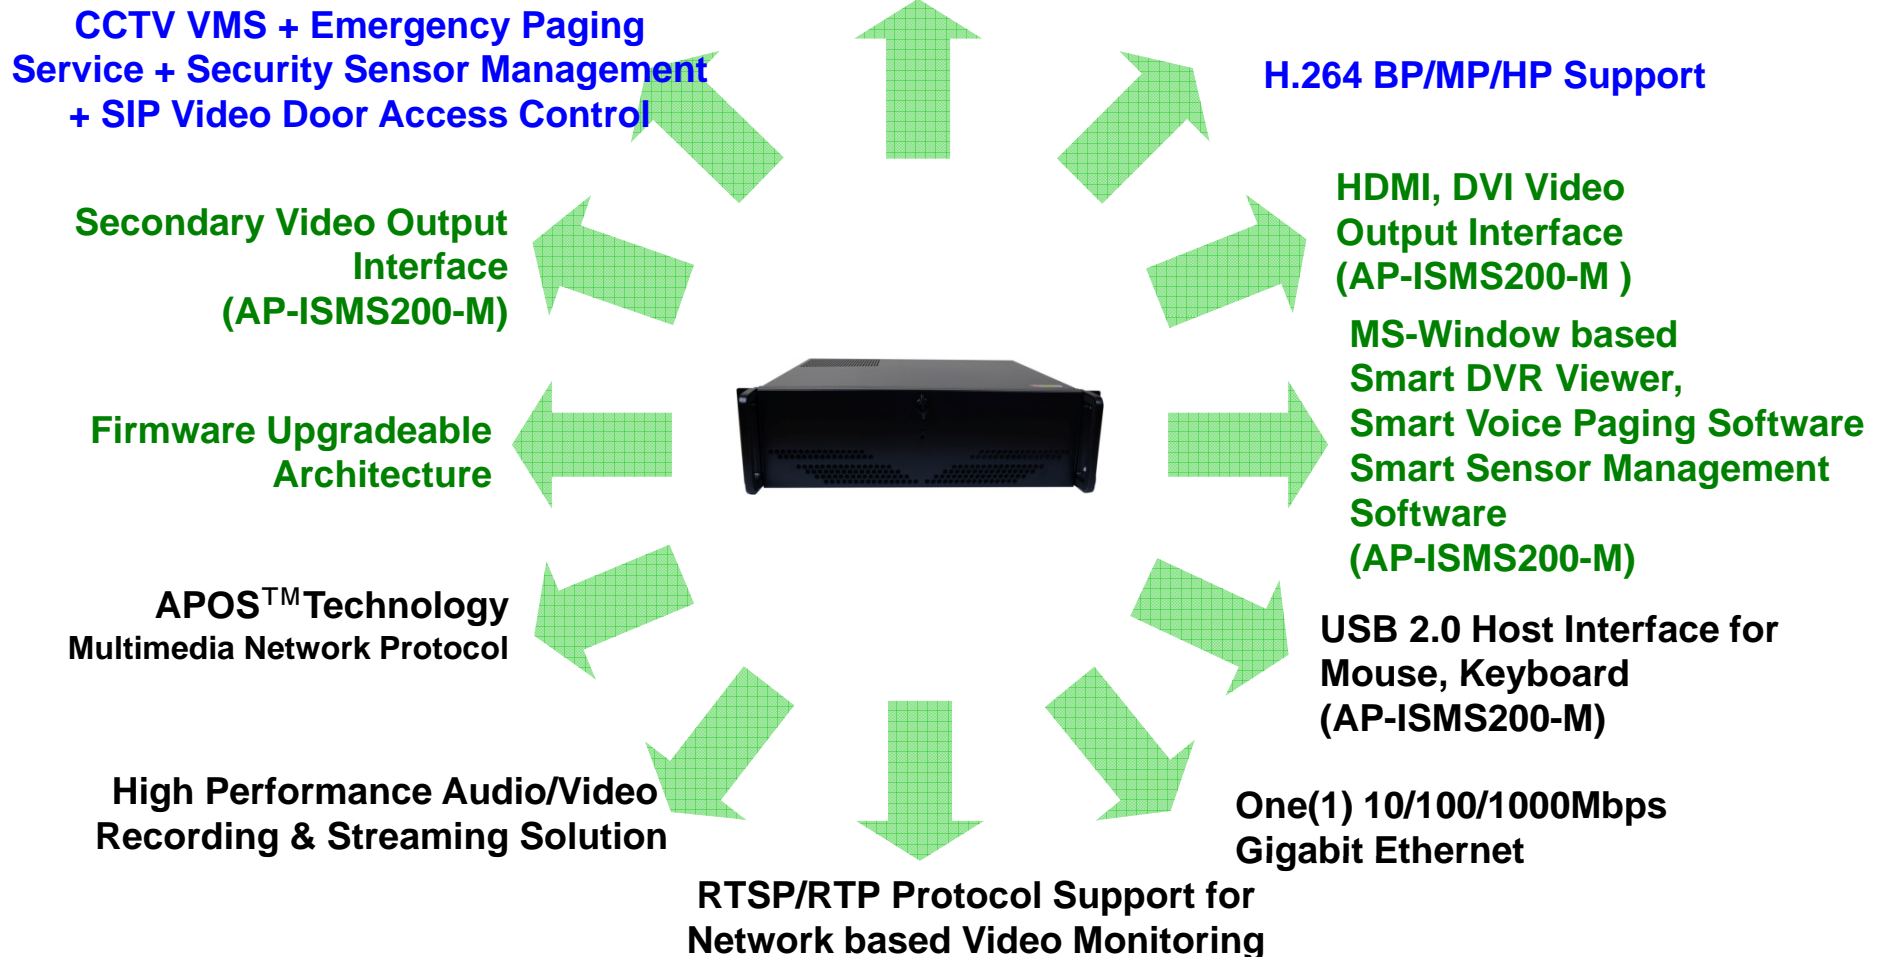 CCTV VMS + Emergency Paging
Service + Security Sensor Management
+ SIP Video Door Access Control
H.264 BP/MP/HP Support
Secondary Video Output
Interface
(AP-ISMS200-M)
HDMI, DVI Video
Output Interface
(AP-ISMS200-M )
Firmware Upgradeable
Architecture
MS-Window based
Smart DVR Viewer,
Smart Voice Paging Software
Smart Sensor Management
Software
(AP-ISMS200-M)
APOS™Technology
Multimedia Network Protocol
USB 2.0 Host Interface for
Mouse, Keyboard
(AP-ISMS200-M)
High Performance Audio/Video
Recording & Streaming Solution
One(1) 10/100/1000Mbps
Gigabit Ethernet
RTSP/RTP Protocol Support for
Network based Video Monitoring